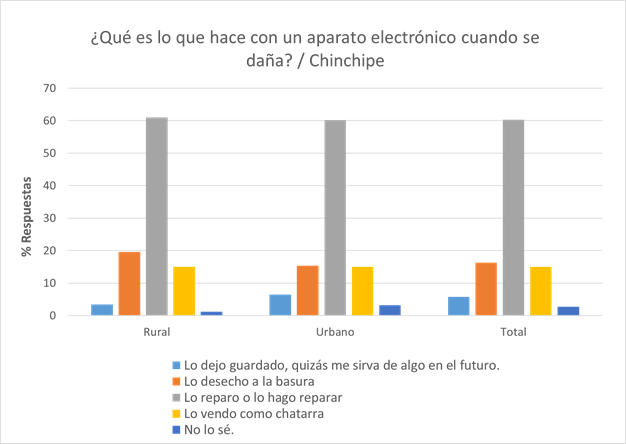 ¿Qué es lo que hace con un aparato electrónico cuando se
daña? / Chinchipe
70
60
50
40
30
20
10
0
% Respuestas
Rural
Urbano
Total
Lo dejo guardado, quizás me sirva de algo en el futuro.
Lo desecho a la basura
Lo reparo o lo hago reparar
Lo vendo como chatarra
No lo sé.